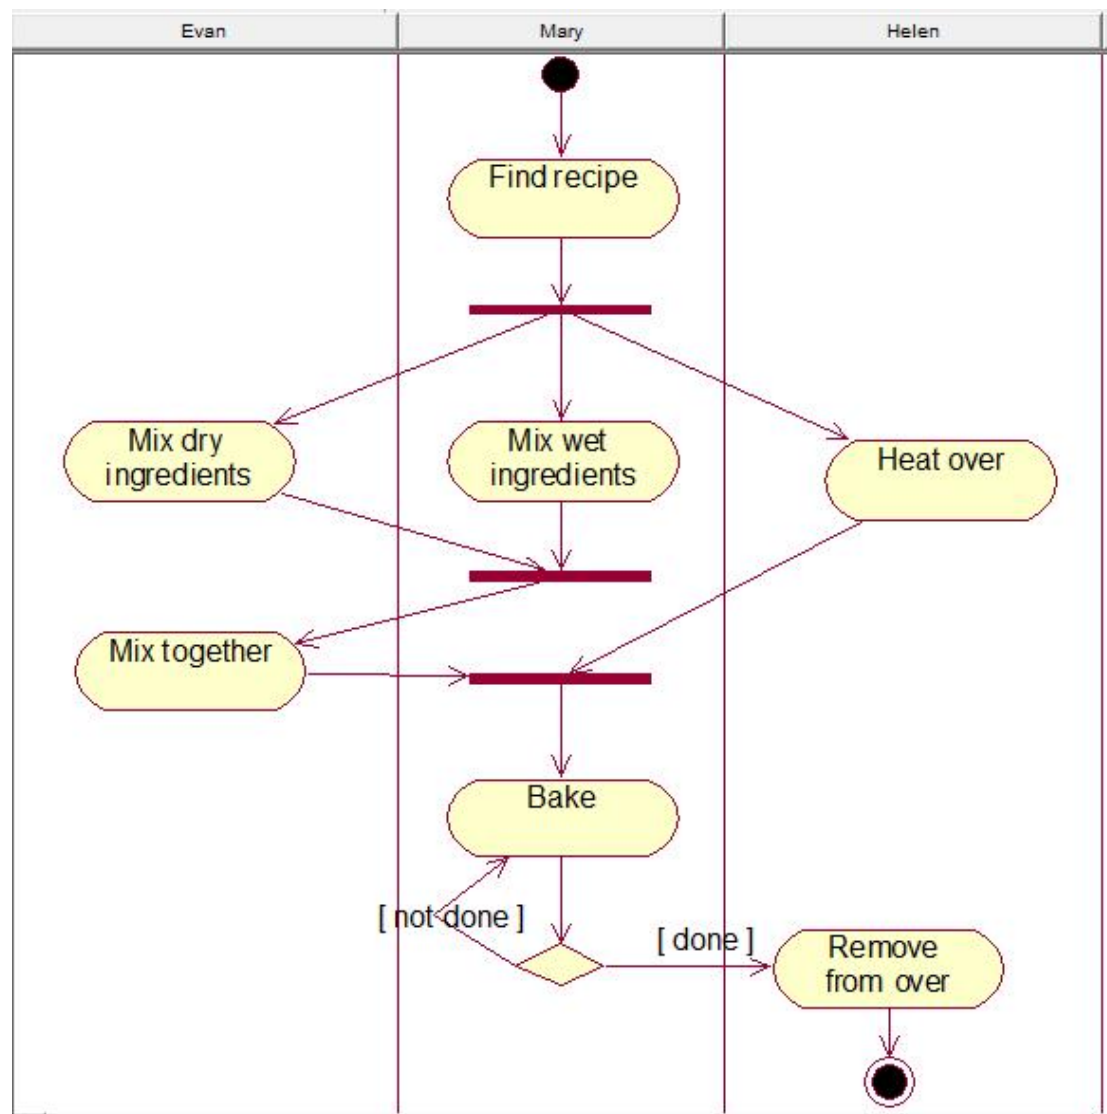 Evan
Mary
Helen
Find recipe
Mix dry
ingredients
Mix wet
ingredients
Heat over
Mix together
Bake
[ not done ]
[ done ]
Remove
from over